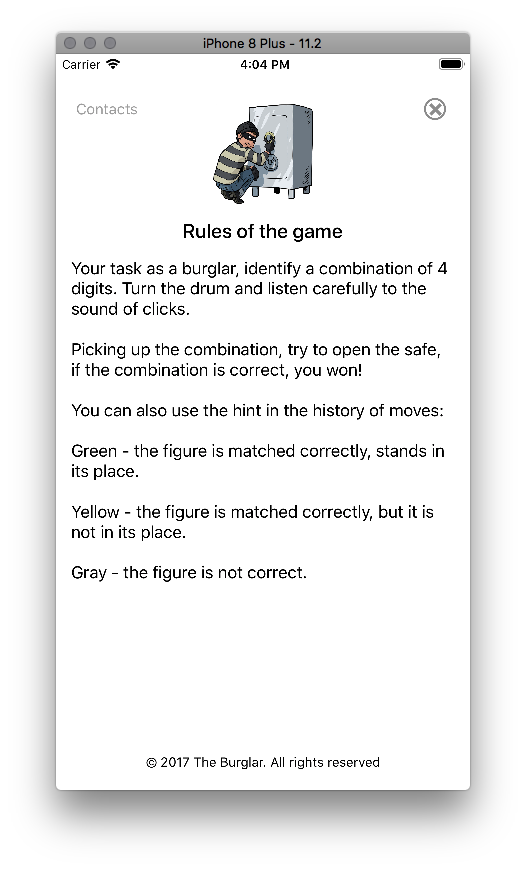 iPhone 8 Plus - 11.2
Carrier 4:04 PM
Contacts
Rules of the game
Your task as a burglar, identify a combination of 4
digits. Turn the drum and listen carefully to the
sound of clicks.
Picking up the combination, try to open the safe,
if the combination is correct, you won!
You can also use the hint in the history of moves:
Green - the figure is matched correctly, stands in
its place.
Yellow - the figure is matched correctly, but it is
not in its place.
Gray - the figure is not correct.
© 2017 The Burglar. All rights reserved